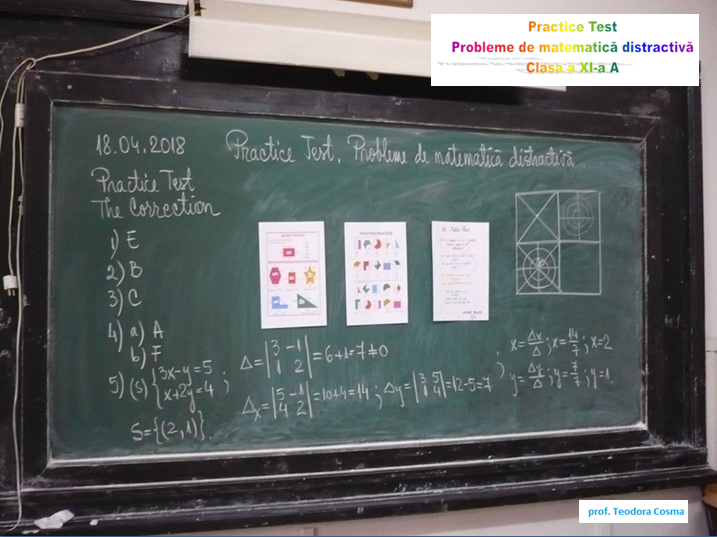 Practice Test
Probleme de matematică distractivă
Clasa a XI-a A
18.04.2018 Practice Test. Probleme de matematică distractivă
Practice Test
The Correction
1) E
2) B
3) C
4) a) A
b) F
5) (S) {3x-y=5
x+2y=4 ;
S={(2,1)}.
Δ=|3 -1
1 2|=6+1=7≠0
Δx=|5 -1
4 2|=10+4=14 ; Δy=|3 5
1 4|=12-5=7 ;
x=Δx/Δ ; x=14/7 ; x=2
y=Δy/Δ ; y=7/7 ; y=1.
FRACTION PRACTICE
prof. Teodora Cosma